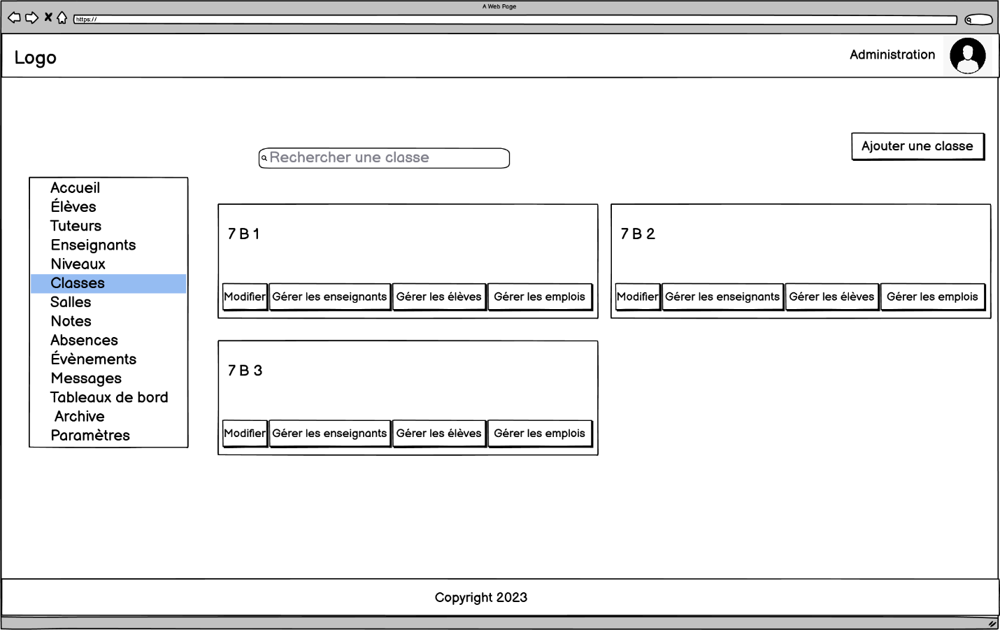 A Web Page
https://
Logo
Administration
Rechercher une classe
Ajouter une classe
Accueil
Élèves
Tuteurs
Enseignants
Niveaux
Classes
Salles
Notes
Absences
Évènements
Messages
Tableaux de bord
Archive
Paramètres
7 B 1
Modifier Gérer les enseignants Gérer les élèves Gérer les emplois
7 B 2
Modifier Gérer les enseignants Gérer les élèves Gérer les emplois
7 B 3
Modifier Gérer les enseignants Gérer les élèves Gérer les emplois
Copyright 2023